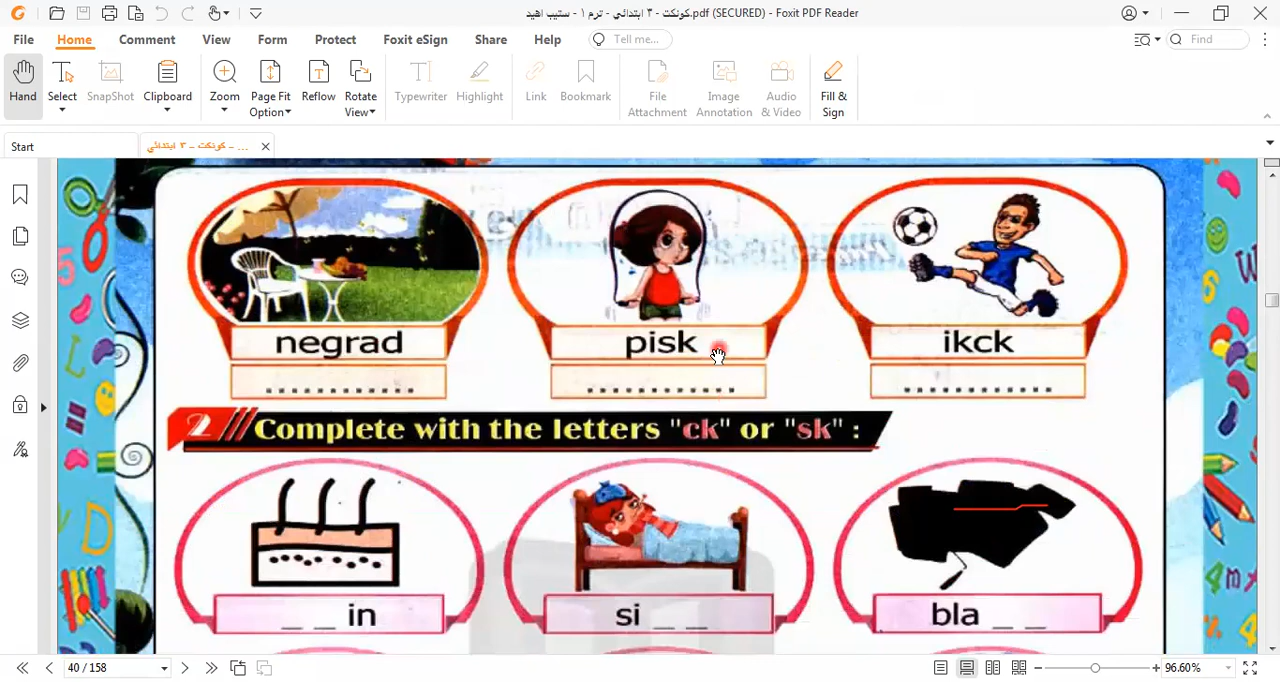 كونكت - ٣ ابتدائي - ترم ١ - ستيب اهيد.pdf (SECURED) - Foxit PDF Reader
File Home Comment View Form Protect Foxit eSign Share Help Tell me... Find
Hand Select SnapShot Clipboard Zoom Page Fit Option Reflow Rotate View Typewriter Highlight Link Bookmark File Attachment Image Annotation Audio & Video Fill & Sign
Start كونكت - ٣ ابتدائي - ...
negrad pisk ikck
............ ............ ............
2 Complete with the letters "ck" or "sk" :
_ _ in si _ _ bla _ _
40 / 158 96.60%